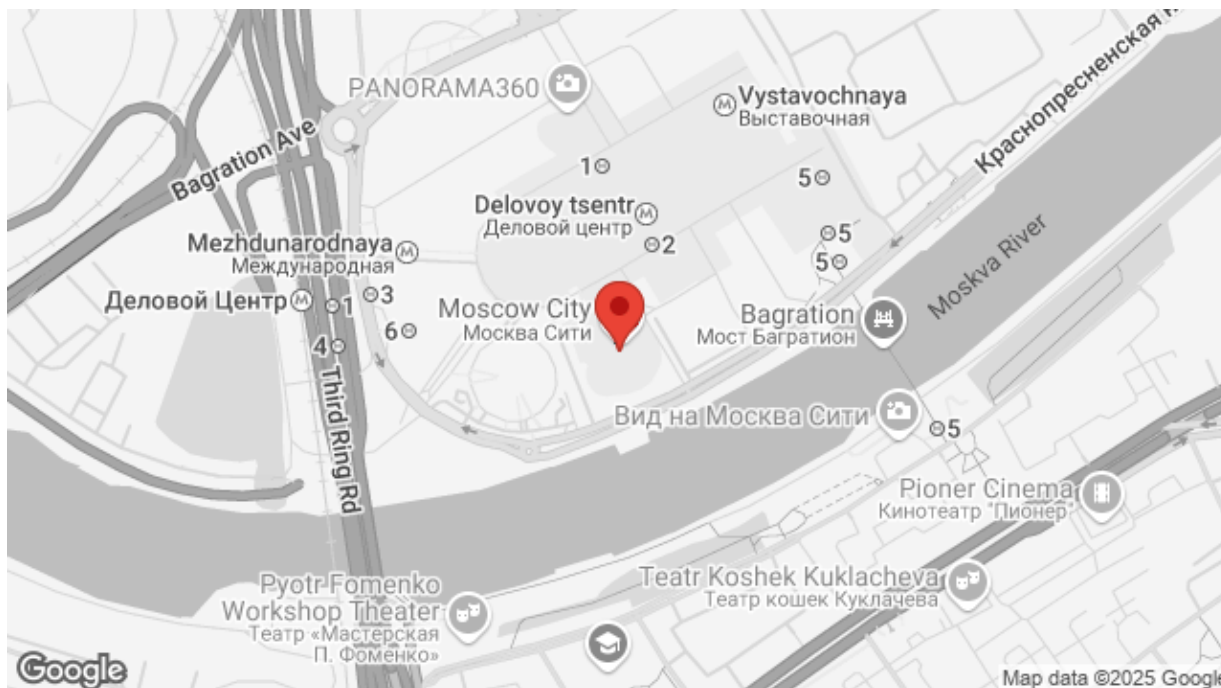 PANORAMA360
Vystavochnaya
Выставочная
Краснопресненская
Bagration Ave
1
5
Delovoy tsentr
Деловой центр
2
5
5
Mezhdunarodnaya
Международная
Moskva River
Деловой Центр
1
3
Moscow City
Москва Сити
6
4
Bagration
Мост Багратион
Third Ring Rd
Вид на Москва Сити
5
Pioner Cinema
Кинотеатр "Пионер"
Pyotr Fomenko
Workshop Theater
Театр «Мастерская
П. Фоменко»
Teatr Koshek Kuklacheva
Театр кошек Куклачева
Google
Map data ©2025 Google